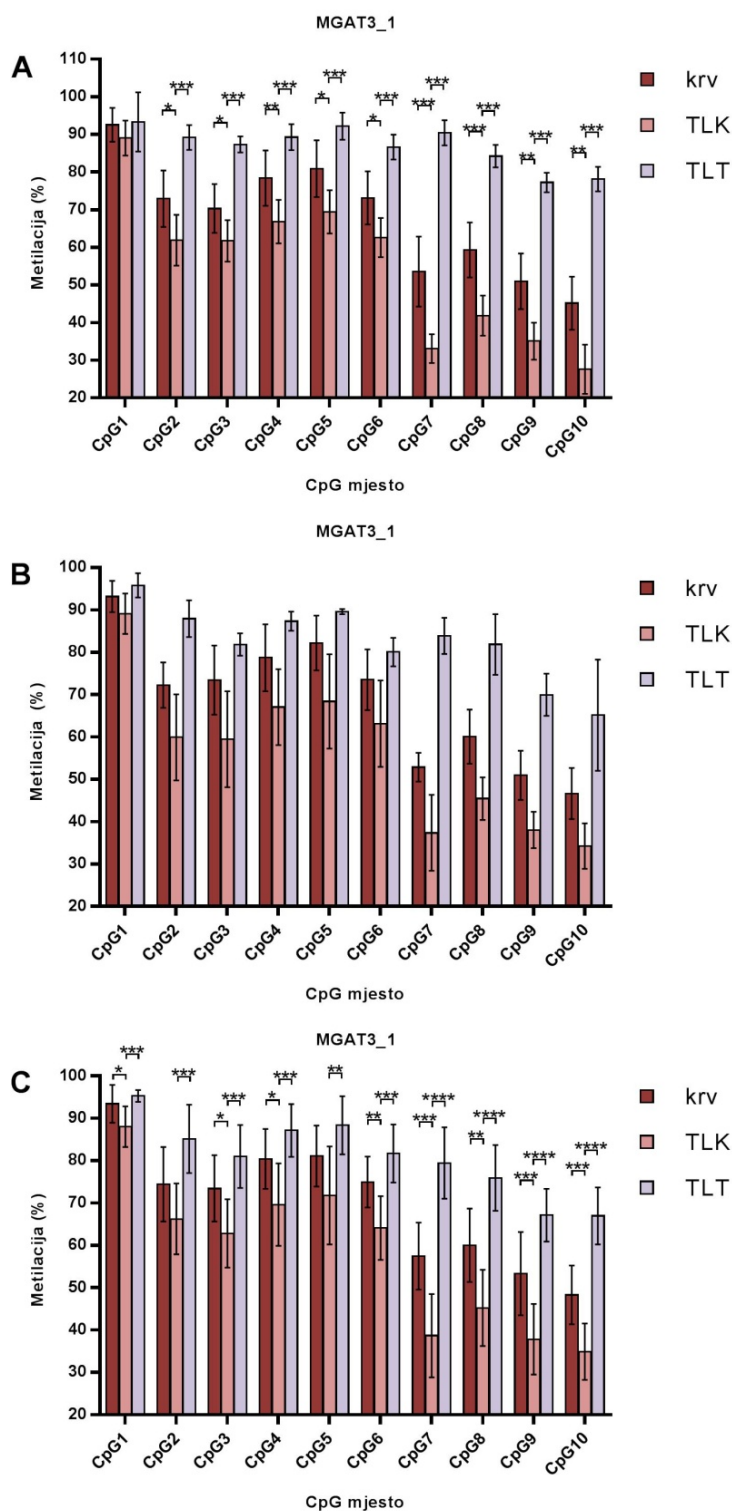 MGAT3_1
A
110
100
90
80
70
60
50
40
30
20
Metilacija (%)
* *** * *** ** *** * *** * *** *** *** *** *** ** *** ** ***
krv
TLK
TLT
CpG1 CpG2 CpG3 CpG4 CpG5 CpG6 CpG7 CpG8 CpG9 CpG10
CpG mjesto
MGAT3_1
B
100
90
80
70
60
50
40
30
20
Metilacija (%)
krv
TLK
TLT
CpG1 CpG2 CpG3 CpG4 CpG5 CpG6 CpG7 CpG8 CpG9 CpG10
CpG mjesto
MGAT3_1
C
100
90
80
70
60
50
40
30
20
Metilacija (%)
* *** *** * *** * *** ** ** *** *** **** ** **** *** **** *** ****
krv
TLK
TLT
CpG1 CpG2 CpG3 CpG4 CpG5 CpG6 CpG7 CpG8 CpG9 CpG10
CpG mjesto